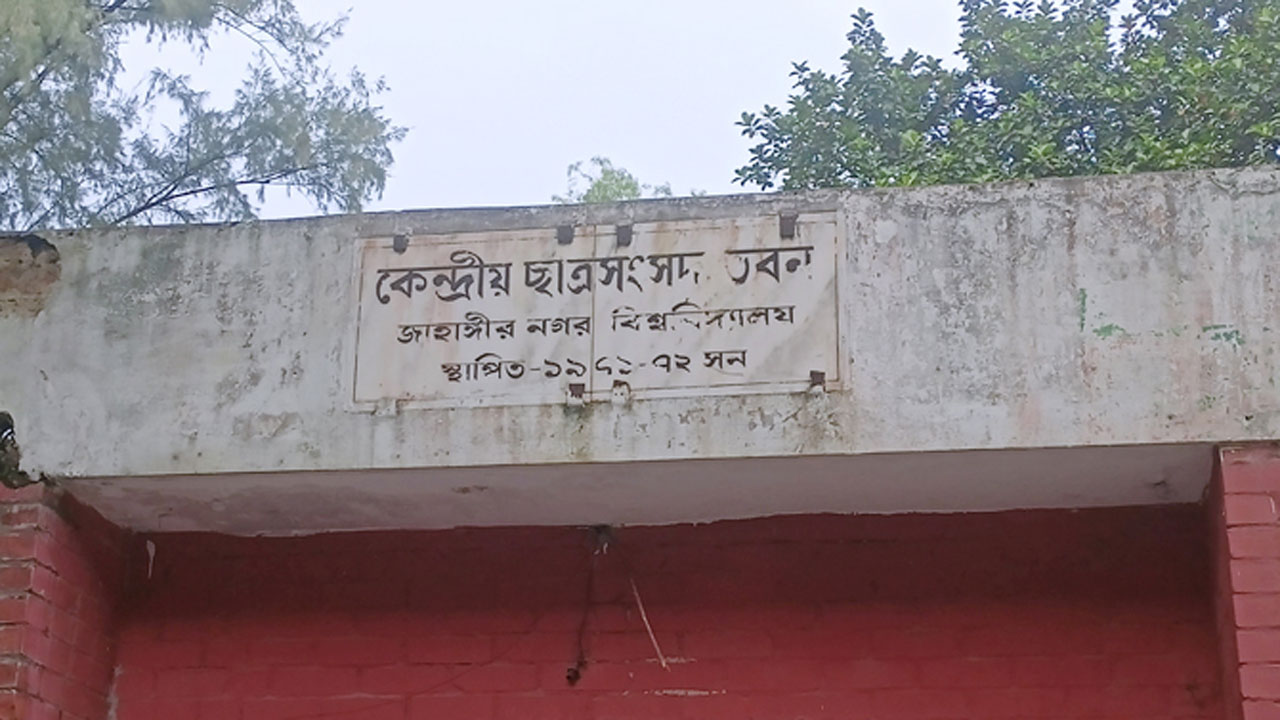 কেন্দ্রীয় ছাত্রসংসদ ভবন
জাহাঙ্গীর নগর বিশ্ববিদ্যালয়
স্থাপিত-১৯৭১-৭২ সন